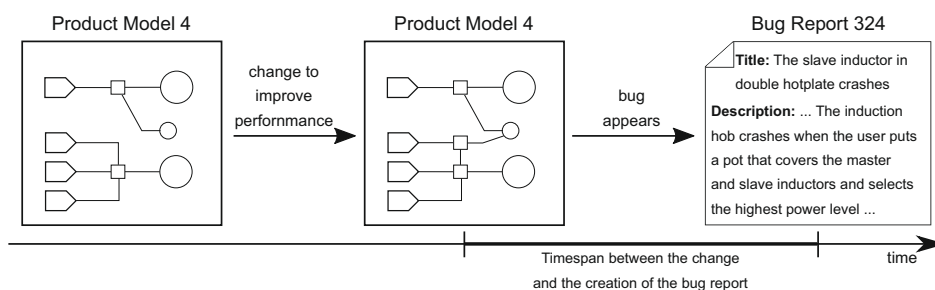 Product Model 4
Product Model 4
Bug Report 324
change to
improve
perfornmance
bug
appears
Title: The slave inductor in
double hotplate crashes
Description: ... The induction
hob crashes when the user puts
a pot that covers the master
and slave inductors and selects
the highest power level ...
Timespan between the change
and the creation of the bug report
time